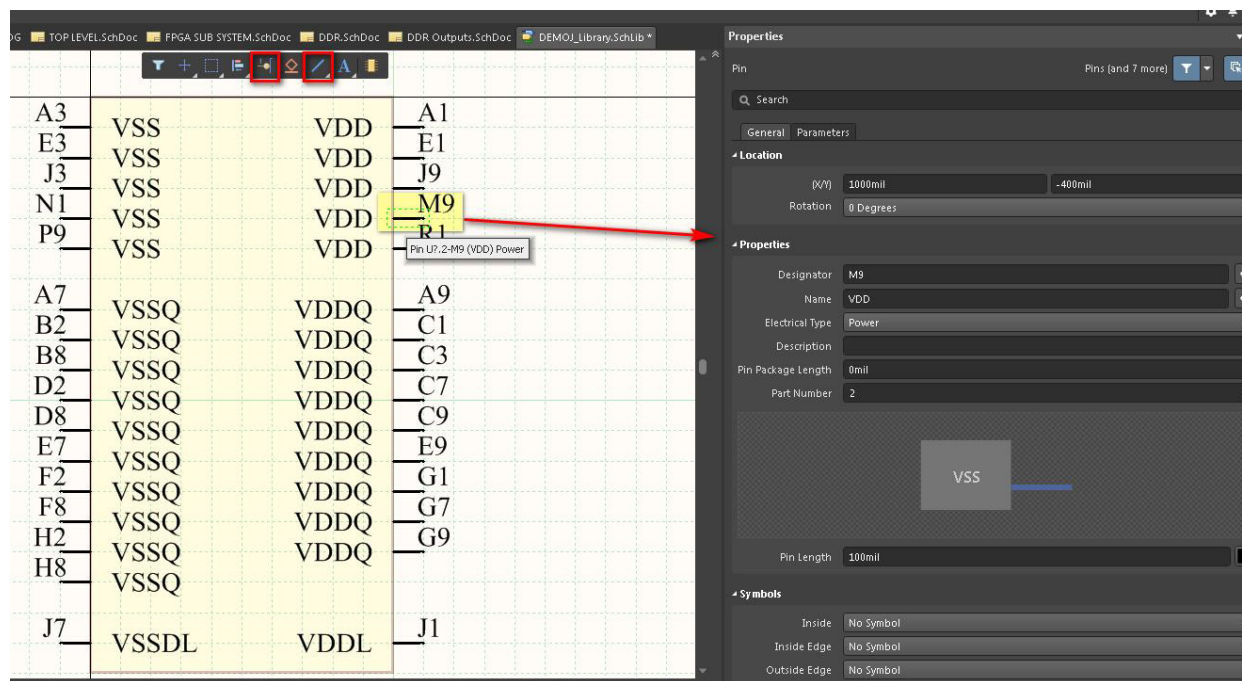 OG TOP LEVEL.SchDoc FPGA SUB SYSTEM.SchDoc DDR.SchDoc DDR Outputs.SchDoc DEMOJ_Library.SchLib *
Properties
Pin Pins (and 7 more)
Search
General Parameters
Location
(X/Y) 1000mil -400mil
Rotation 0 Degrees
Properties
Designator M9
Name VDD
Electrical Type Power
Description
Pin Package Length 0mil
Part Number 2
VSS
Pin Length 100mil
Symbols
Inside No Symbol
Inside Edge No Symbol
Outside Edge No Symbol
A
A3 VSS VDD A1
E3 VSS VDD E1
J3 VSS VDD J9
N1 VSS VDD M9
P9 VSS VDD R1
Pin U?.2-M9 (VDD) Power
A7 VSSQ VDDQ A9
B2 VSSQ VDDQ C1
B8 VSSQ VDDQ C3
D2 VSSQ VDDQ C7
D8 VSSQ VDDQ C9
E7 VSSQ VDDQ E9
F2 VSSQ VDDQ G1
F8 VSSQ VDDQ G7
H2 VSSQ VDDQ G9
H8 VSSQ
J7 VSSDL VDDL J1